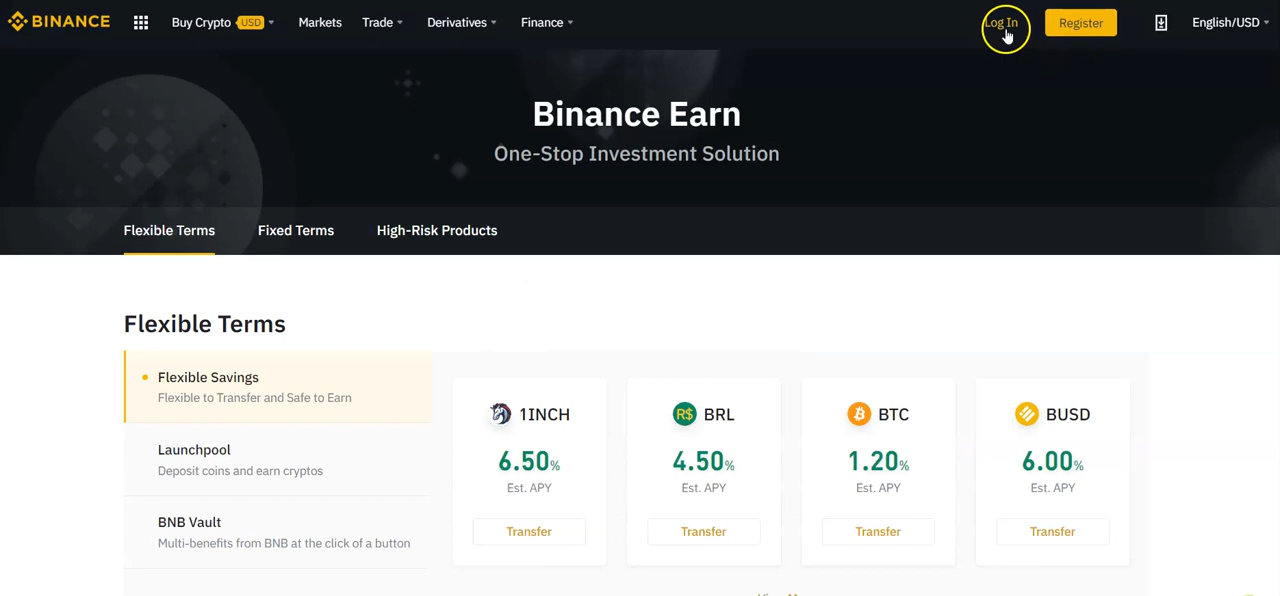 BINANCE Buy Crypto USD Markets Trade Derivatives Finance Log In Register English/USD
Binance Earn
One-Stop Investment Solution
Flexible Terms Fixed Terms High-Risk Products
Flexible Terms
Flexible Savings
Flexible to Transfer and Safe to Earn
Launchpool
Deposit coins and earn cryptos
BNB Vault
Multi-benefits from BNB at the click of a button
1INCH BRL BTC BUSD
6.50% 4.50% 1.20% 6.00%
Est. APY Est. APY Est. APY Est. APY
Transfer Transfer Transfer Transfer